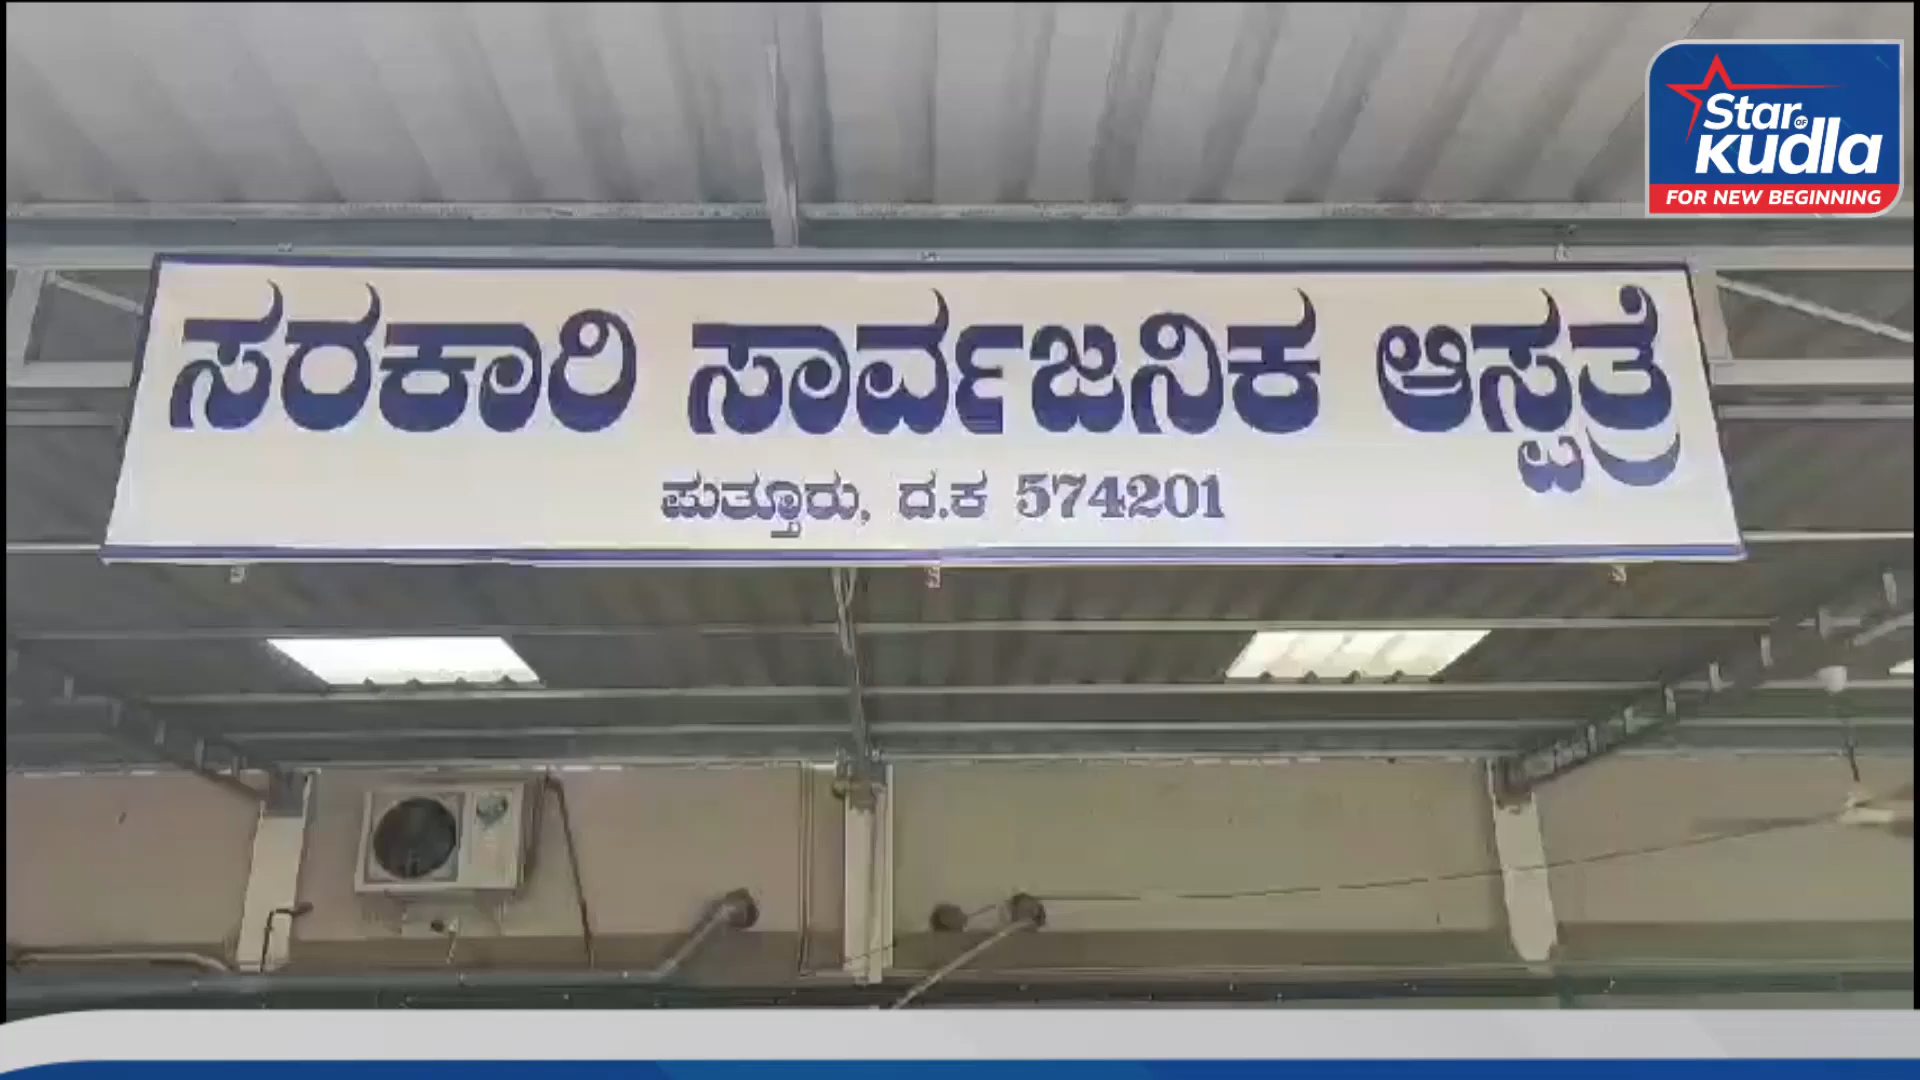 Star OF
Kudla
FOR NEW BEGINNING
ಸರಕಾರಿ ಸಾರ್ವಜನಿಕ ಆಸ್ಪತ್ರೆ
ಪುತ್ತೂರು, ದ.ಕ 574201